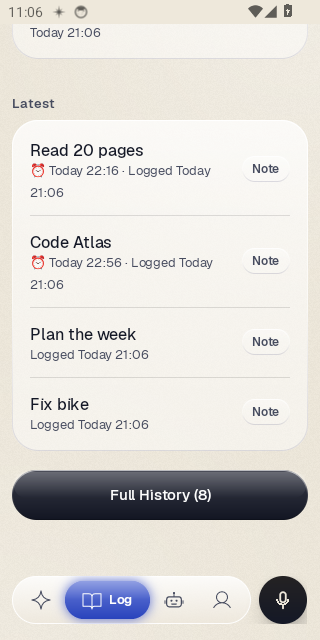 11:06
Today 21:06
Latest
Read 20 pages
⏰ Today 22:16 · Logged Today
21:06
Note
Code Atlas
⏰ Today 22:56 · Logged Today
21:06
Note
Plan the week
Logged Today 21:06
Note
Fix bike
Logged Today 21:06
Note
Full History (8)
Log